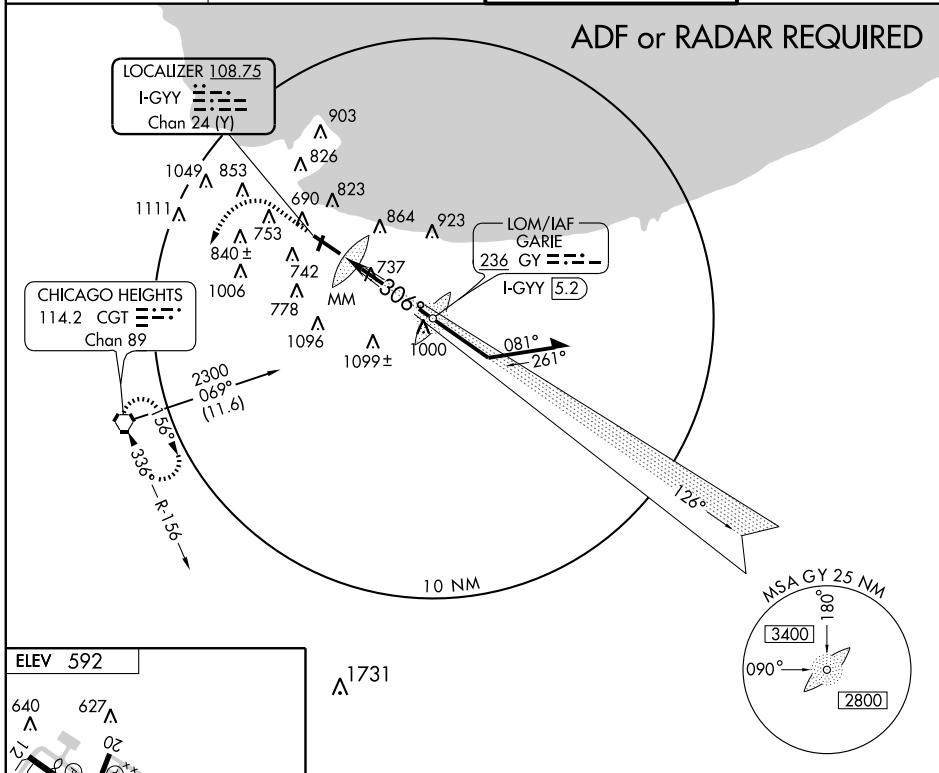 ADF or RADAR REQUIRED
LOCALIZER 108.75
I-GYY
Chan 24 (Y)
903
826
1049
853
823
690
1111
753
864
923
840 ±
742
737
1006
778
MM
1096
1099 ±
1000
306°
LOM/IAF
GARIE
236 GY
I-GYY 5.2
CHICAGO HEIGHTS
114.2 CGT
Chan 89
081°
261°
2300
069°
(11.6)
156°
336°
R-156
126°
10 NM
MSA GY 25 NM
180°
3400
090°
2800
ELEV 592
1731
640
627
12
20